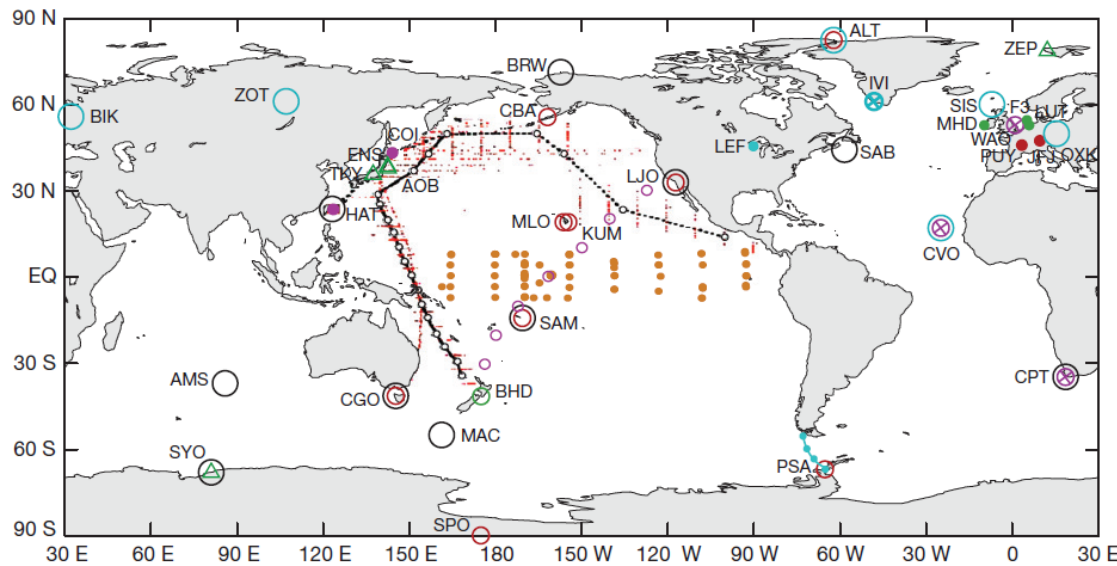 90 N
ALT
ZEP
BRW
IVI
60 N
ZOT
CBA
SIS
F3
LUT
BIK
COI
MHD
WAO
LEF
SAB
ENS
PUY
JFJ
OXK
TKY
AOB
30 N
LJO
HAT
MLO
KUM
CVO
EQ
SAM
30 S
AMS
CGO
BHD
CPT
MAC
60 S
SYO
PSA
SPO
90 S
30 E 60 E 90 E 120 E 150 E 180 E 150 W 120 W 90 W 60 W 30 W 0 30 E